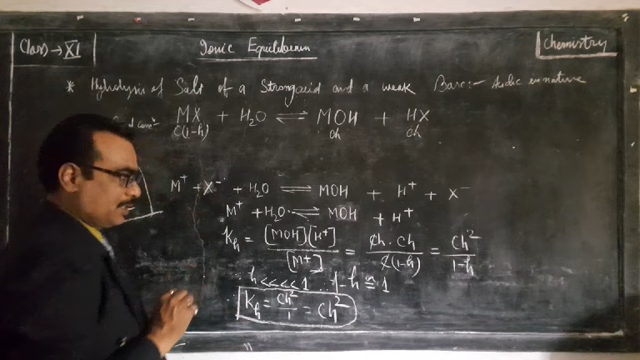 Class → XI
Ionic Equilibrium
Chemistry
* Hydrolysis of Salt of a Strong acid and a weak Base:- Acidic in nature
MX + H₂O ⇌ MOH + HX
C(1-h) ch ch
M⁺ + X⁻ + H₂O ⇌ MOH + H⁺ + X⁻
M⁺ + H₂O ⇌ MOH + H⁺
Kh = [MOH][H⁺] / [M⁺] = ch . ch / c(1-h) = ch² / 1-h
h <<<< 1 1-h ≅ 1
Kh = ch² / 1 = ch²